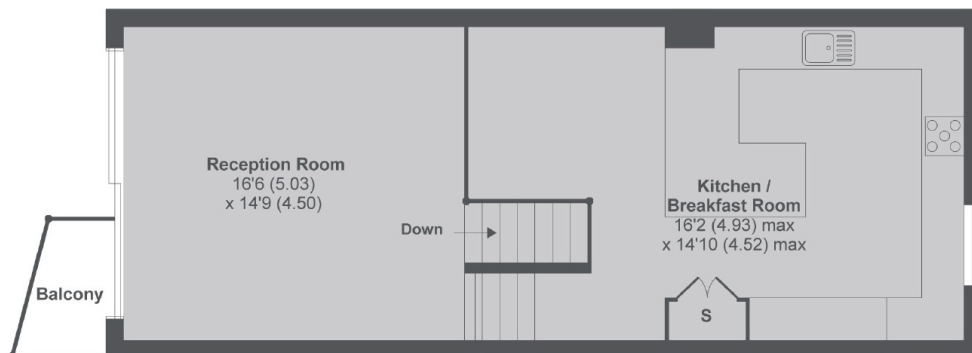 Reception Room
16'6 (5.03)
x 14'9 (4.50)
Down
Kitchen /
Breakfast Room
16'2 (4.93) max
x 14'10 (4.52) max
Balcony
S